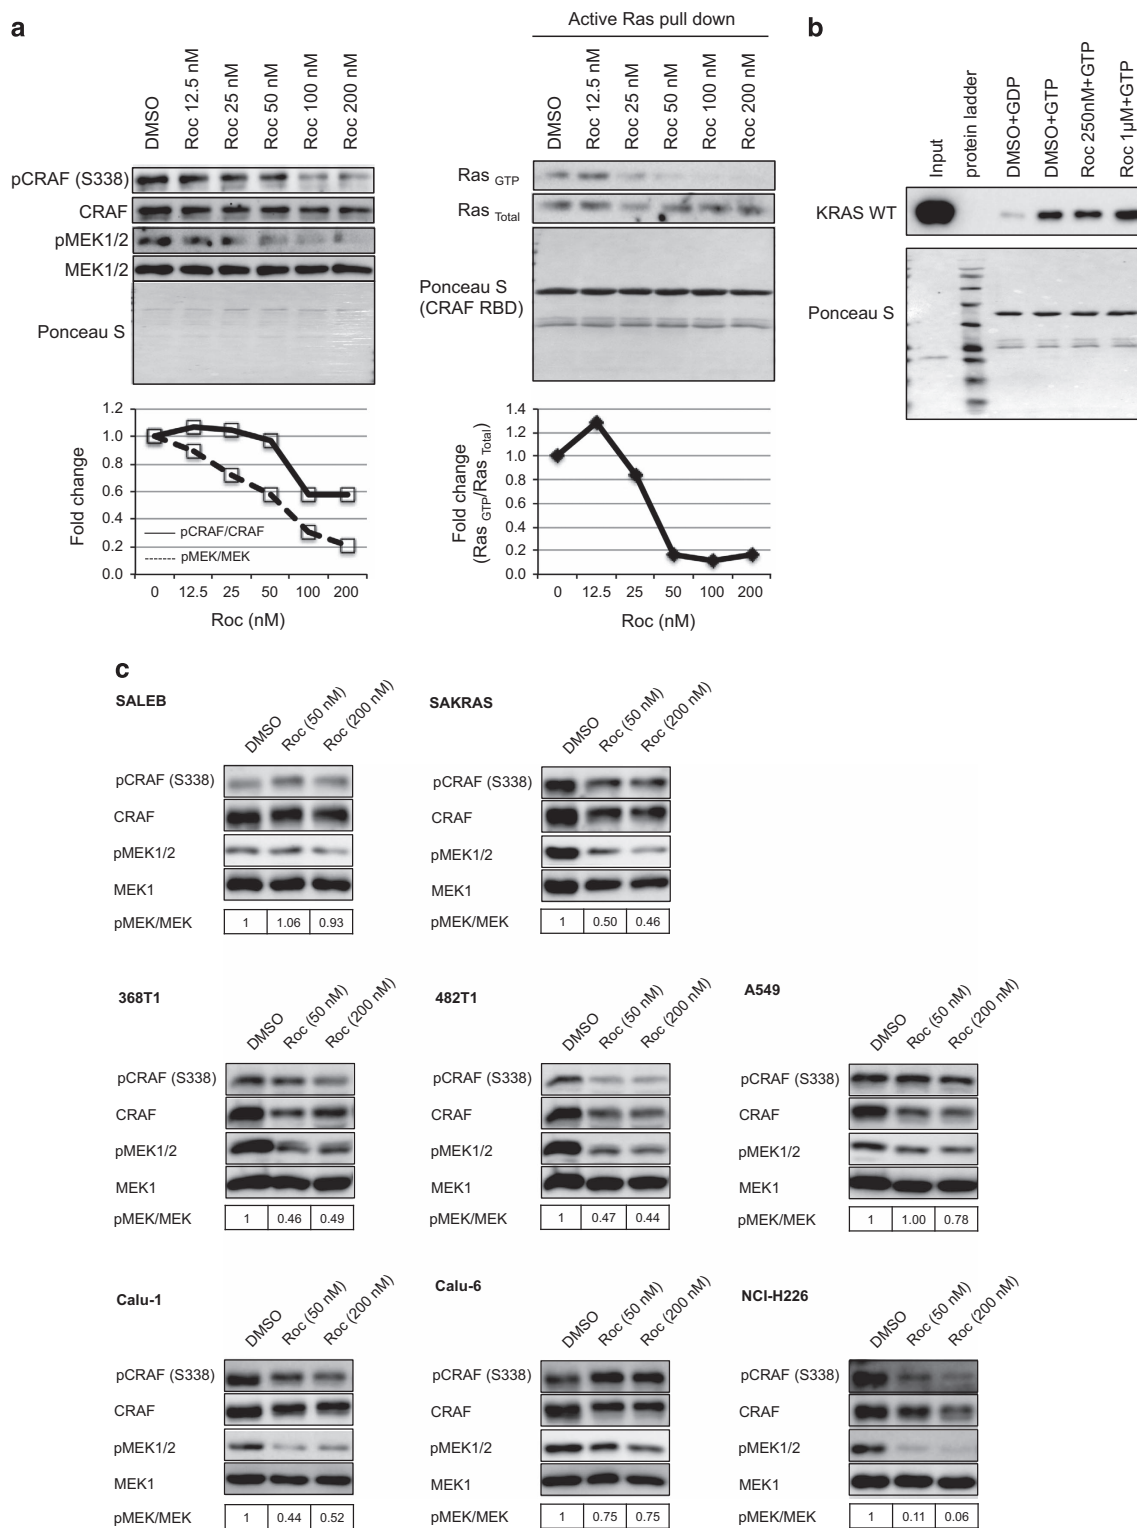 a
DMSO
Roc 12.5 nM
Roc 25 nM
Roc 50 nM
Roc 100 nM
Roc 200 nM
pCRAF (S338)
CRAF
pMEK1/2
MEK1/2
Ponceau S
Fold change
1.2
1.0
0.8
0.6
0.4
0.2
0.0
pCRAF/CRAF
pMEK/MEK
0 12.5 25 50 100 200
Roc (nM)
Active Ras pull down
DMSO
Roc 12.5 nM
Roc 25 nM
Roc 50 nM
Roc 100 nM
Roc 200 nM
Ras GTP
Ras Total
Ponceau S
(CRAF RBD)
Fold change
(Ras GTP/Ras Total)
1.4
1.2
1.0
0.8
0.6
0.4
0.2
0.0
0 12.5 25 50 100 200
Roc (nM)
b
Input
protein ladder
DMSO+GDP
DMSO+GTP
Roc 250nM+GTP
Roc 1µM+GTP
KRAS WT
Ponceau S
c
SALEB
DMSO
Roc (50 nM)
Roc (200 nM)
pCRAF (S338)
CRAF
pMEK1/2
MEK1
pMEK/MEK 1 1.06 0.93
SAKRAS
DMSO
Roc (50 nM)
Roc (200 nM)
pCRAF (S338)
CRAF
pMEK1/2
MEK1
pMEK/MEK 1 0.50 0.46
368T1
DMSO
Roc (50 nM)
Roc (200 nM)
pCRAF (S338)
CRAF
pMEK1/2
MEK1
pMEK/MEK 1 0.46 0.49
482T1
DMSO
Roc (50 nM)
Roc (200 nM)
pCRAF (S338)
CRAF
pMEK1/2
MEK1
pMEK/MEK 1 0.47 0.44
A549
DMSO
Roc (50 nM)
Roc (200 nM)
pCRAF (S338)
CRAF
pMEK1/2
MEK1
pMEK/MEK 1 1.00 0.78
Calu-1
DMSO
Roc (50 nM)
Roc (200 nM)
pCRAF (S338)
CRAF
pMEK1/2
MEK1
pMEK/MEK 1 0.44 0.52
Calu-6
DMSO
Roc (50 nM)
Roc (200 nM)
pCRAF (S338)
CRAF
pMEK1/2
MEK1
pMEK/MEK 1 0.75 0.75
NCI-H226
DMSO
Roc (50 nM)
Roc (200 nM)
pCRAF (S338)
CRAF
pMEK1/2
MEK1
pMEK/MEK 1 0.11 0.06